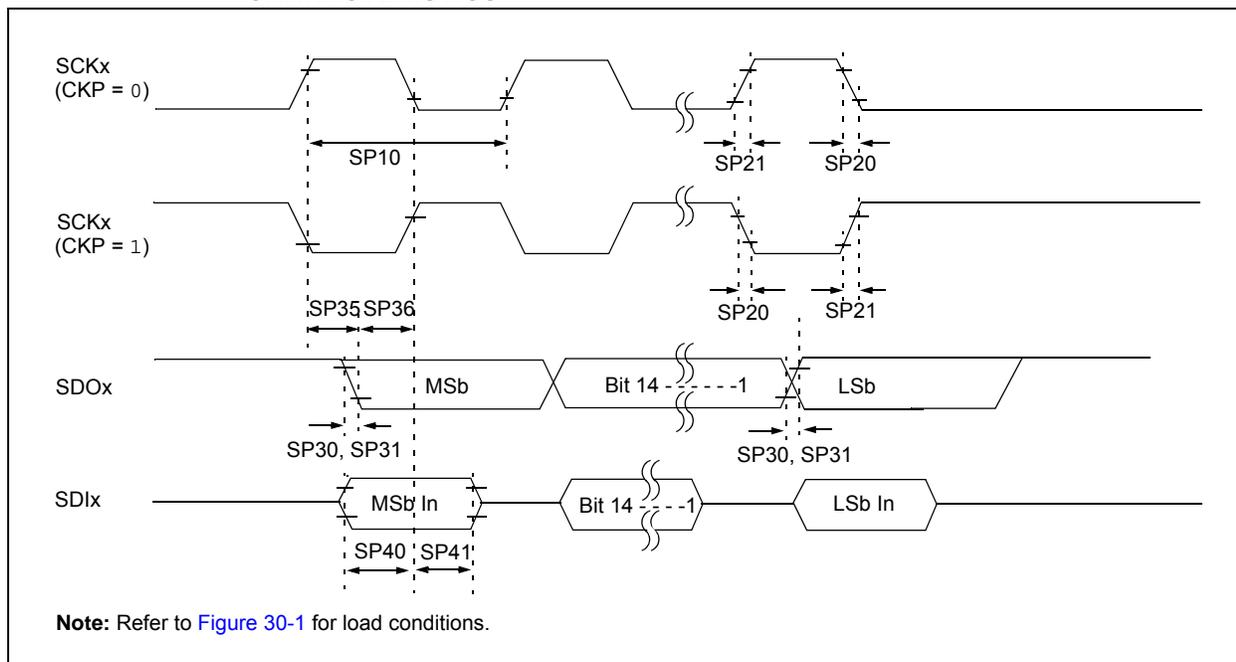 SCKx
(CKP = 0)
SP10
SP21
SP20
SCKx
(CKP = 1)
SP20
SP21
SP35
SP36
SDOx
MSb
Bit 14 - - - - - -1
LSb
SP30, SP31
SP30, SP31
SDIx
MSb In
Bit 14 - - - -1
LSb In
SP40
SP41
Note: Refer to Figure 30-1 for load conditions.